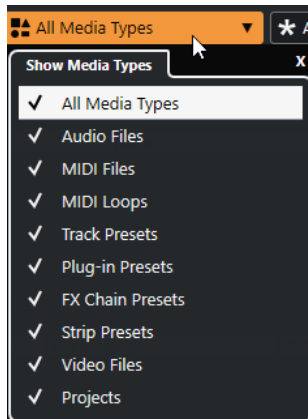 All Media Types
A
Show Media Types
X
All Media Types
Audio Files
MIDI Files
MIDI Loops
Track Presets
Plug-in Presets
FX Chain Presets
Strip Presets
Video Files
Projects